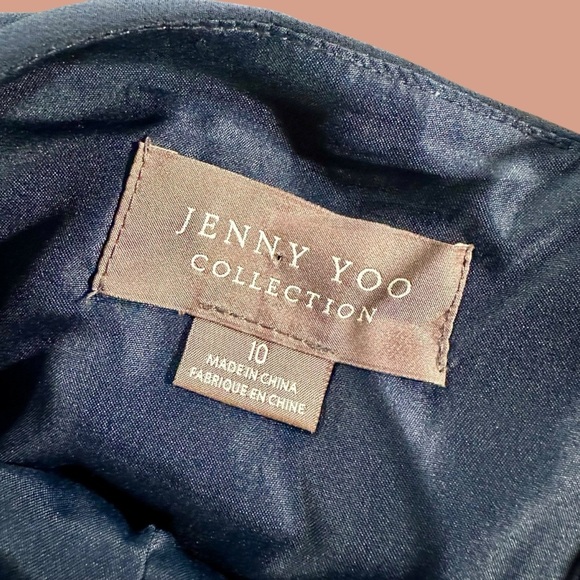 JENNY YOO
COLLECTION
10
MADE IN CHINA
FABRIQUE EN CHINE